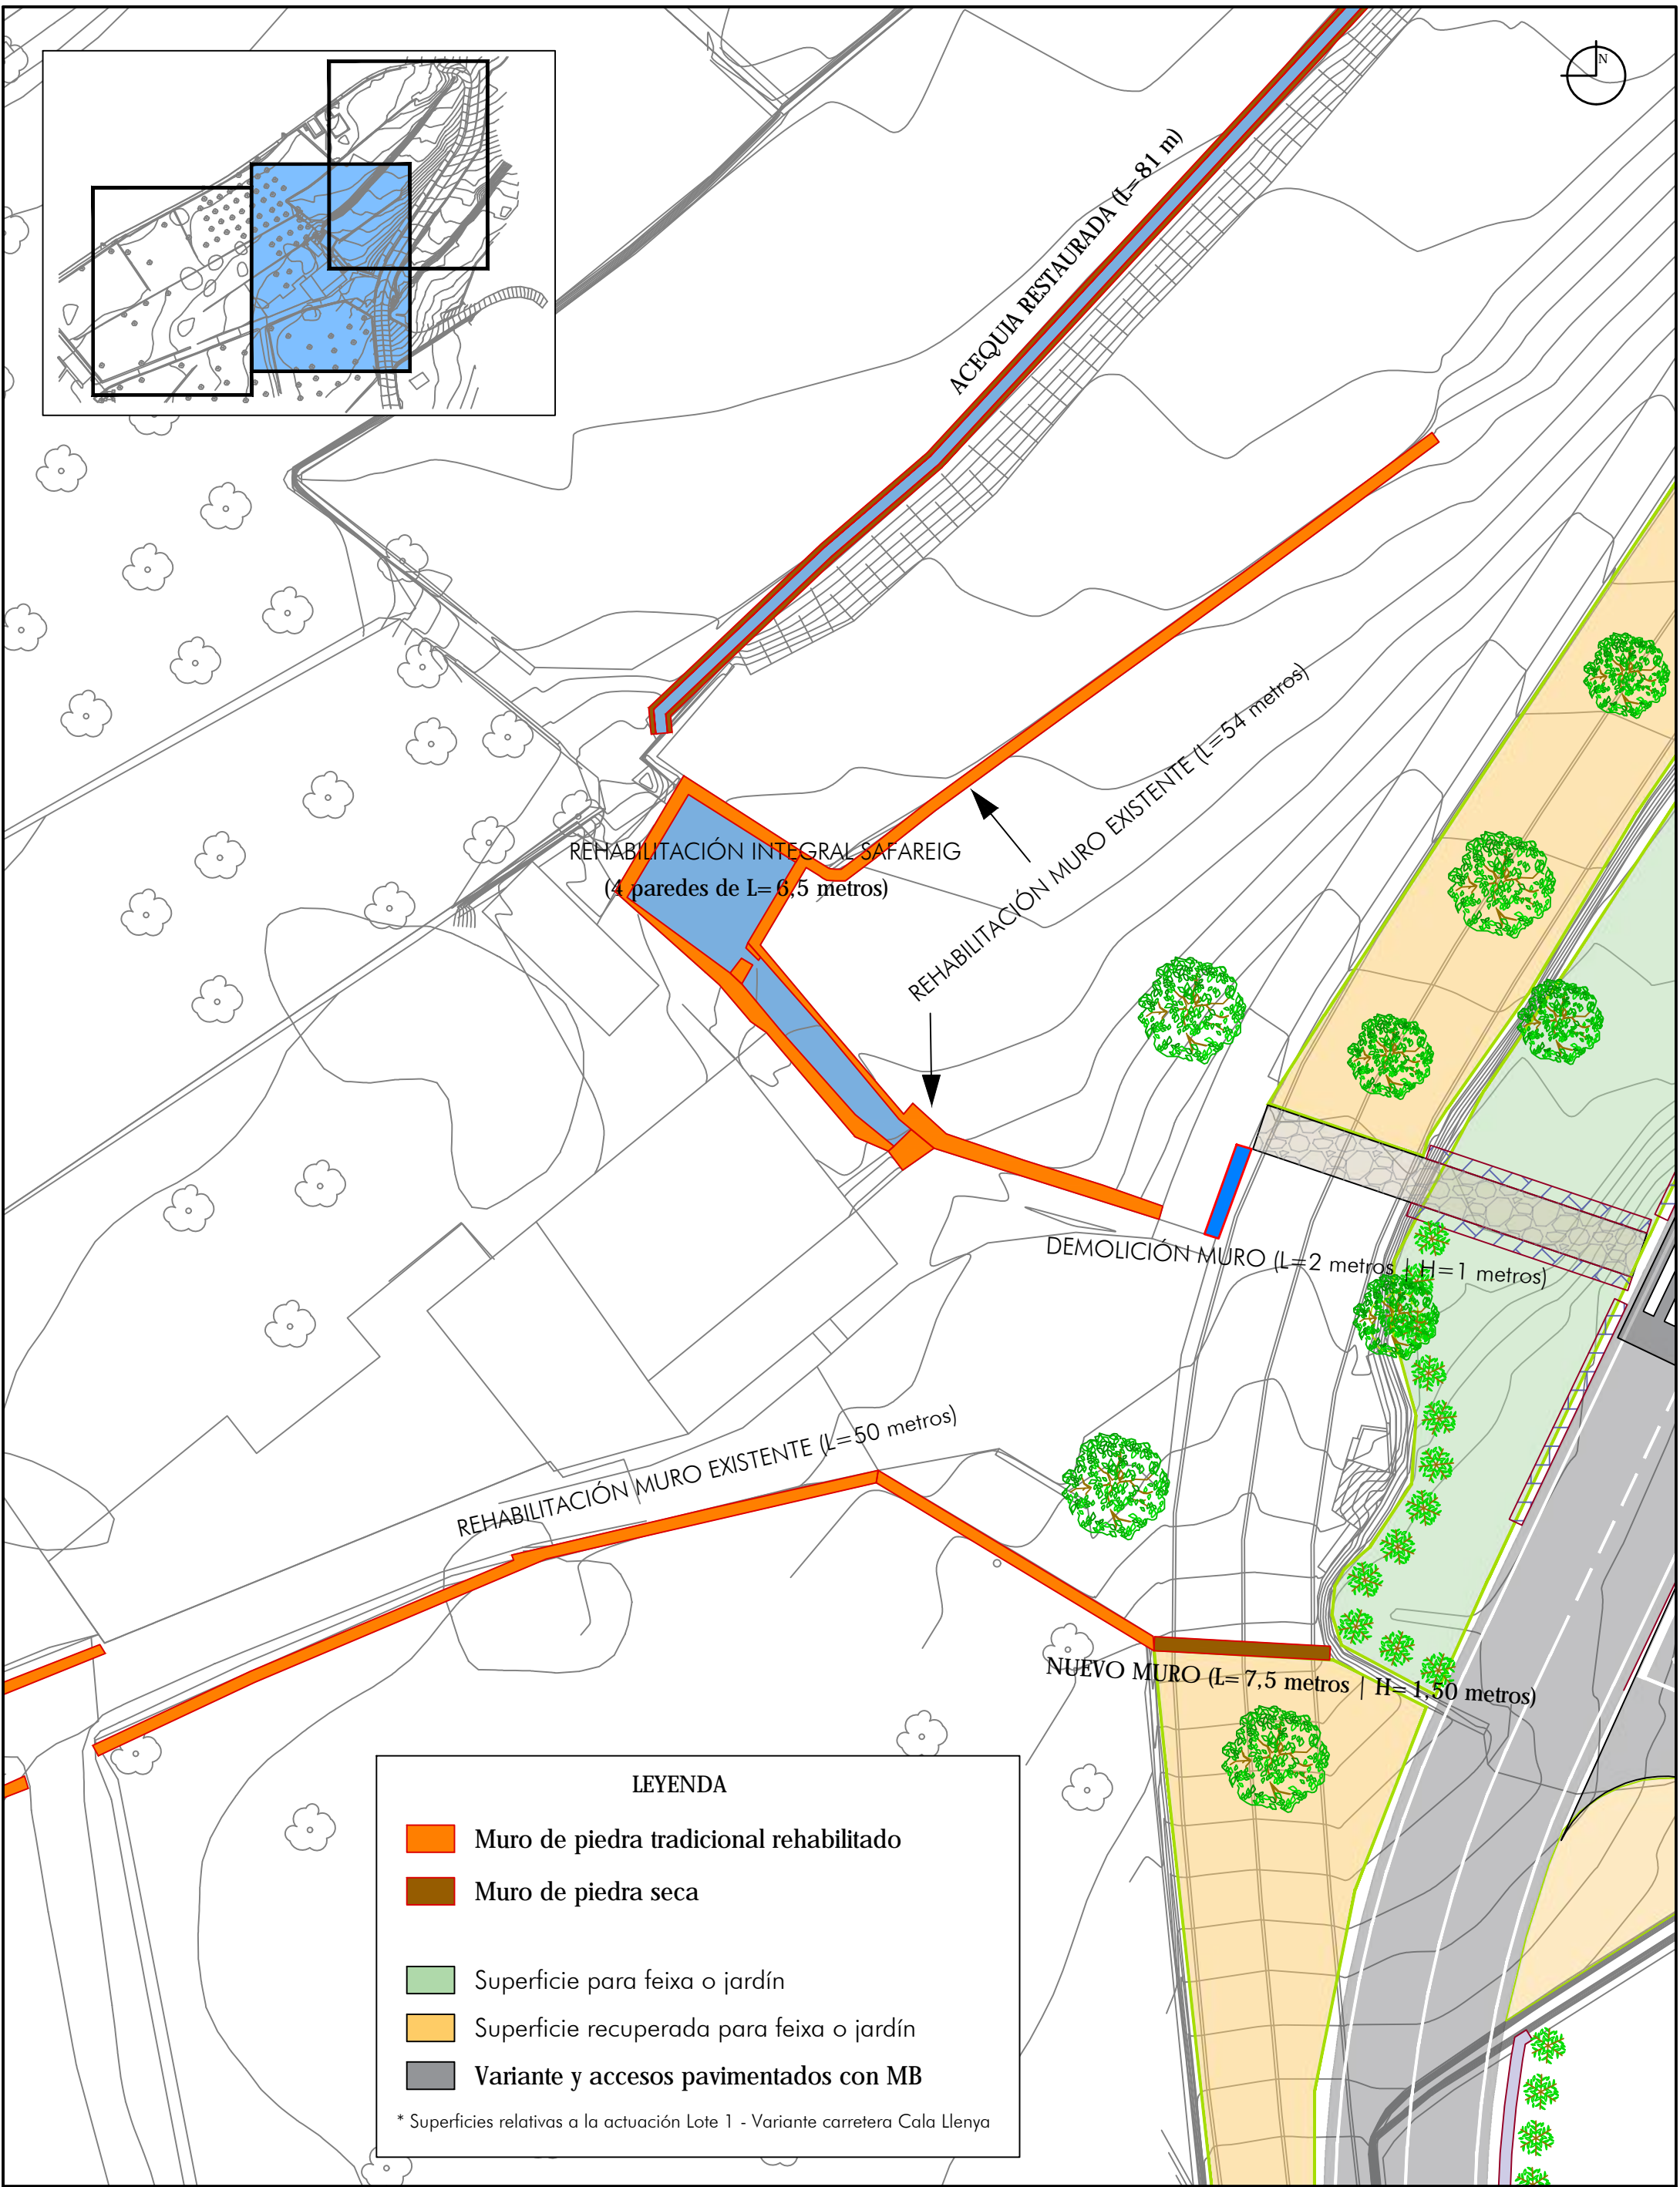 N
ACEQUIA RESTAURADA (L=81 m)
REHABILITACIÓN MURO EXISTENTE (L=54 metros)
REHABILITACIÓN INTEGRAL SAFAREIG
(4 paredes de L=6,5 metros)
DEMOLICIÓN MURO (L=2 metros | H=1 metros)
REHABILITACIÓN MURO EXISTENTE (L=50 metros)
NUEVO MURO (L=7,5 metros | H=1,50 metros)
LEYENDA
Muro de piedra tradicional rehabilitado
Muro de piedra seca
Superficie para feixa o jardín
Superficie recuperada para feixa o jardín
Variante y accesos pavimentados con MB
* Superficies relativas a la actuación Lote 1 - Variante carretera Cala Llenya